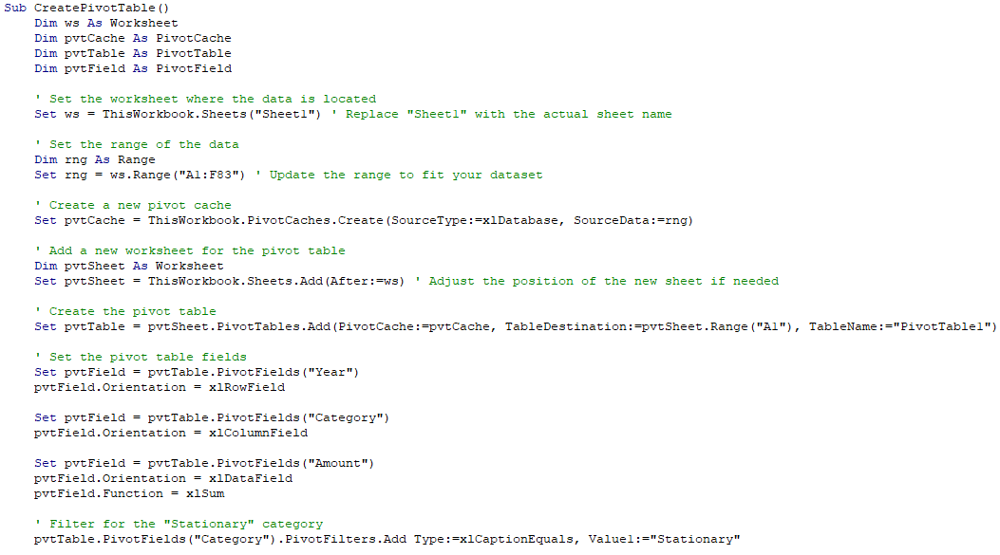 Sub CreatePivotTable()
    Dim ws As Worksheet
    Dim pvtCache As PivotCache
    Dim pvtTable As PivotTable
    Dim pvtField As PivotField

    ' Set the worksheet where the data is located
    Set ws = ThisWorkbook.Sheets("Sheet1") ' Replace "Sheet1" with the actual sheet name

    ' Set the range of the data
    Dim rng As Range
    Set rng = ws.Range("A1:F83") ' Update the range to fit your dataset

    ' Create a new pivot cache
    Set pvtCache = ThisWorkbook.PivotCaches.Create(SourceType:=xlDatabase, SourceData:=rng)

    ' Add a new worksheet for the pivot table
    Dim pvtSheet As Worksheet
    Set pvtSheet = ThisWorkbook.Sheets.Add(After:=ws) ' Adjust the position of the new sheet if needed

    ' Create the pivot table
    Set pvtTable = pvtSheet.PivotTables.Add(PivotCache:=pvtCache, TableDestination:=pvtSheet.Range("A1"), TableName:="PivotTable1")

    ' Set the pivot table fields
    Set pvtField = pvtTable.PivotFields("Year")
    pvtField.Orientation = xlRowField

    Set pvtField = pvtTable.PivotFields("Category")
    pvtField.Orientation = xlColumnField

    Set pvtField = pvtTable.PivotFields("Amount")
    pvtField.Orientation = xlDataField
    pvtField.Function = xlSum

    ' Filter for the "Stationary" category
    pvtTable.PivotFields("Category").PivotFilters.Add Type:=xlCaptionEquals, Value1:="Stationary"